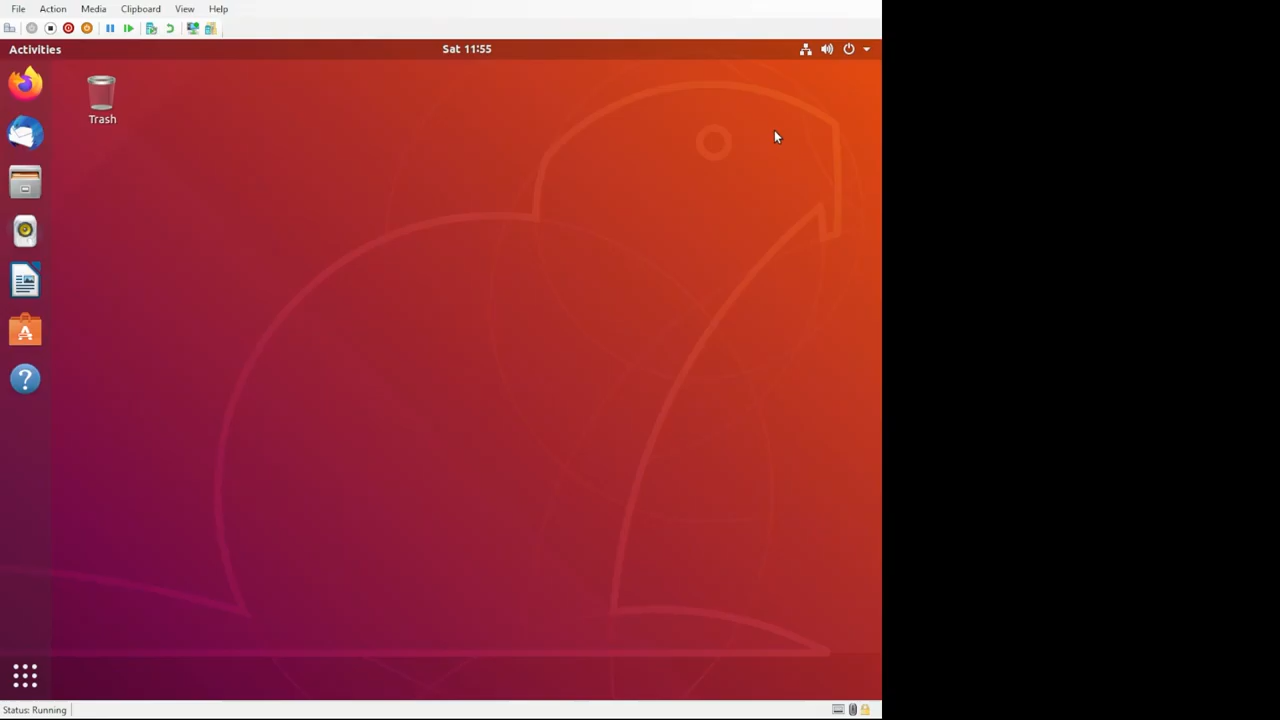 File Action Media Clipboard View Help
Activities Sat 11:55
Trash
Status: Running